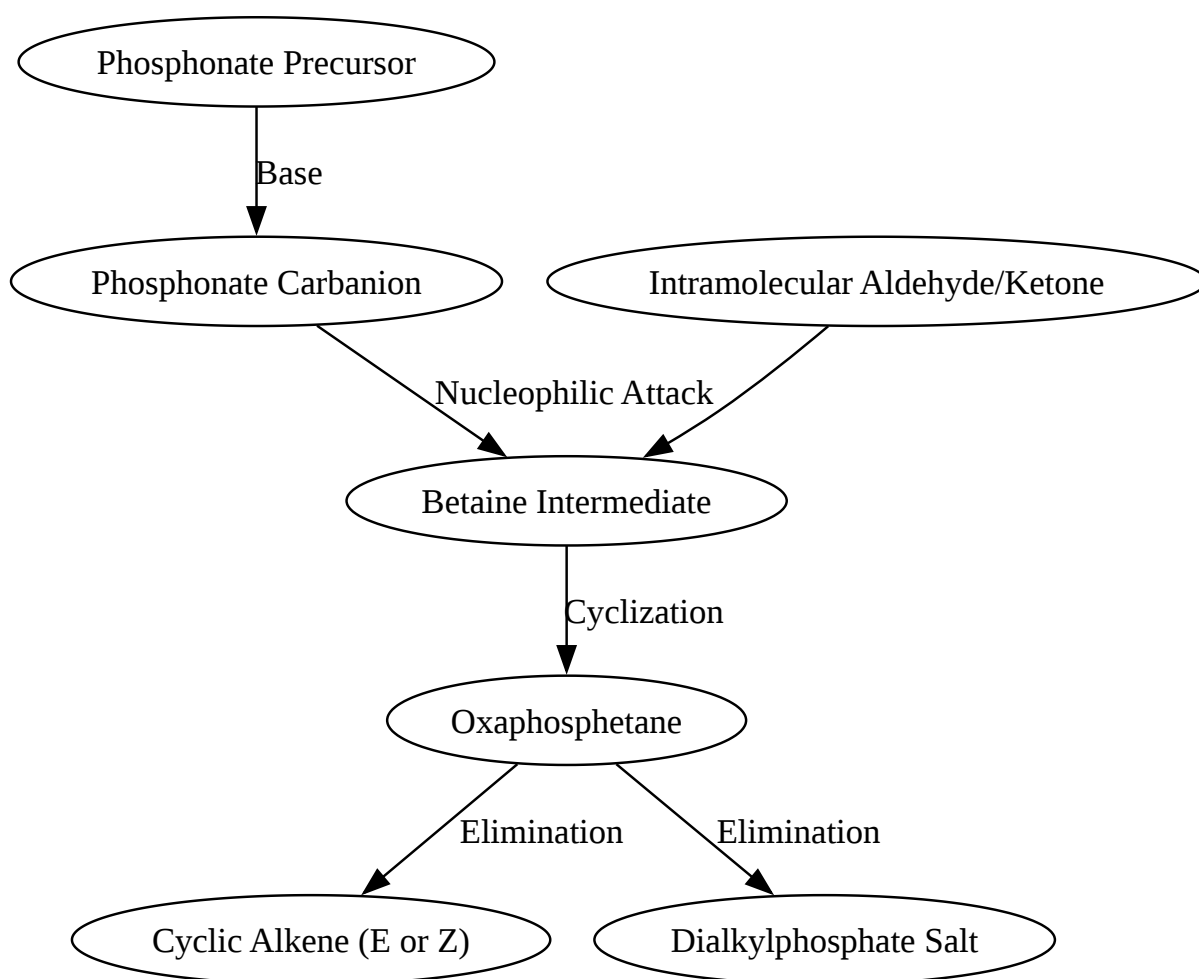 Phosphonate Precursor
Base
Phosphonate Carbanion
Intramolecular Aldehyde/Ketone
Nucleophilic Attack
Betaine Intermediate
Cyclization
Oxaphosphetane
Elimination
Elimination
Cyclic Alkene (E or Z)
Dialkylphosphate Salt